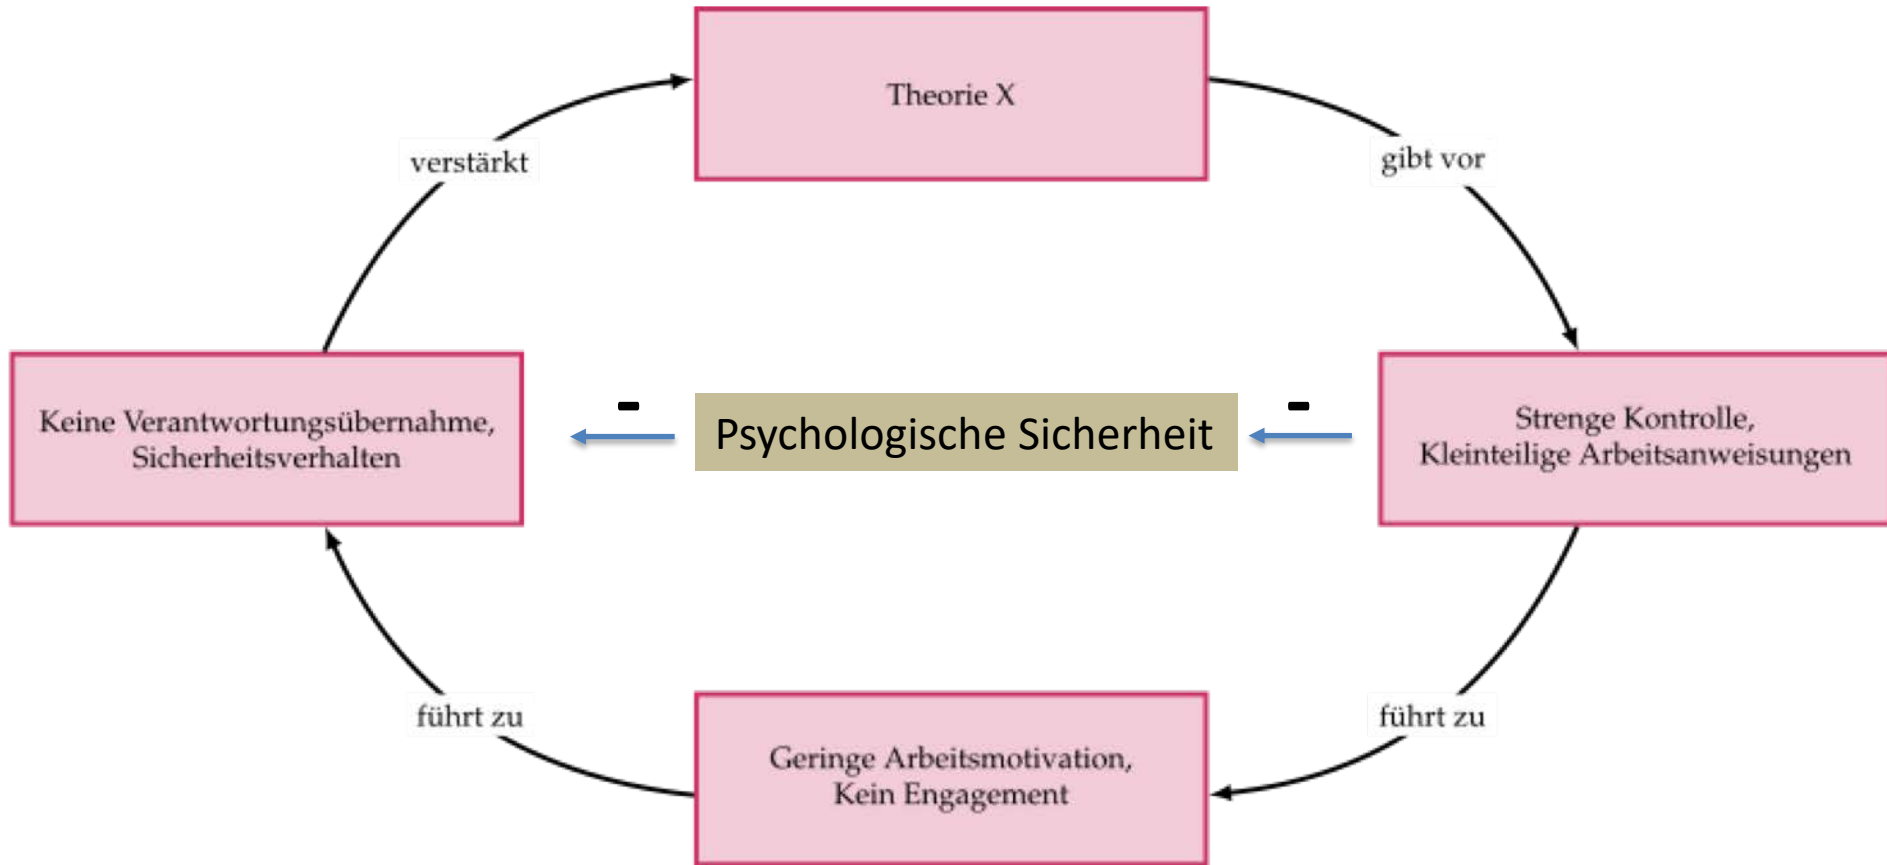 Theorie X
verstärkt
gibt vor
Keine Verantwortungsübernahme,
Sicherheitsverhalten
-
Psychologische Sicherheit
-
Strenge Kontrolle,
Kleinteilige Arbeitsanweisungen
führt zu
führt zu
Geringe Arbeitsmotivation,
Kein Engagement